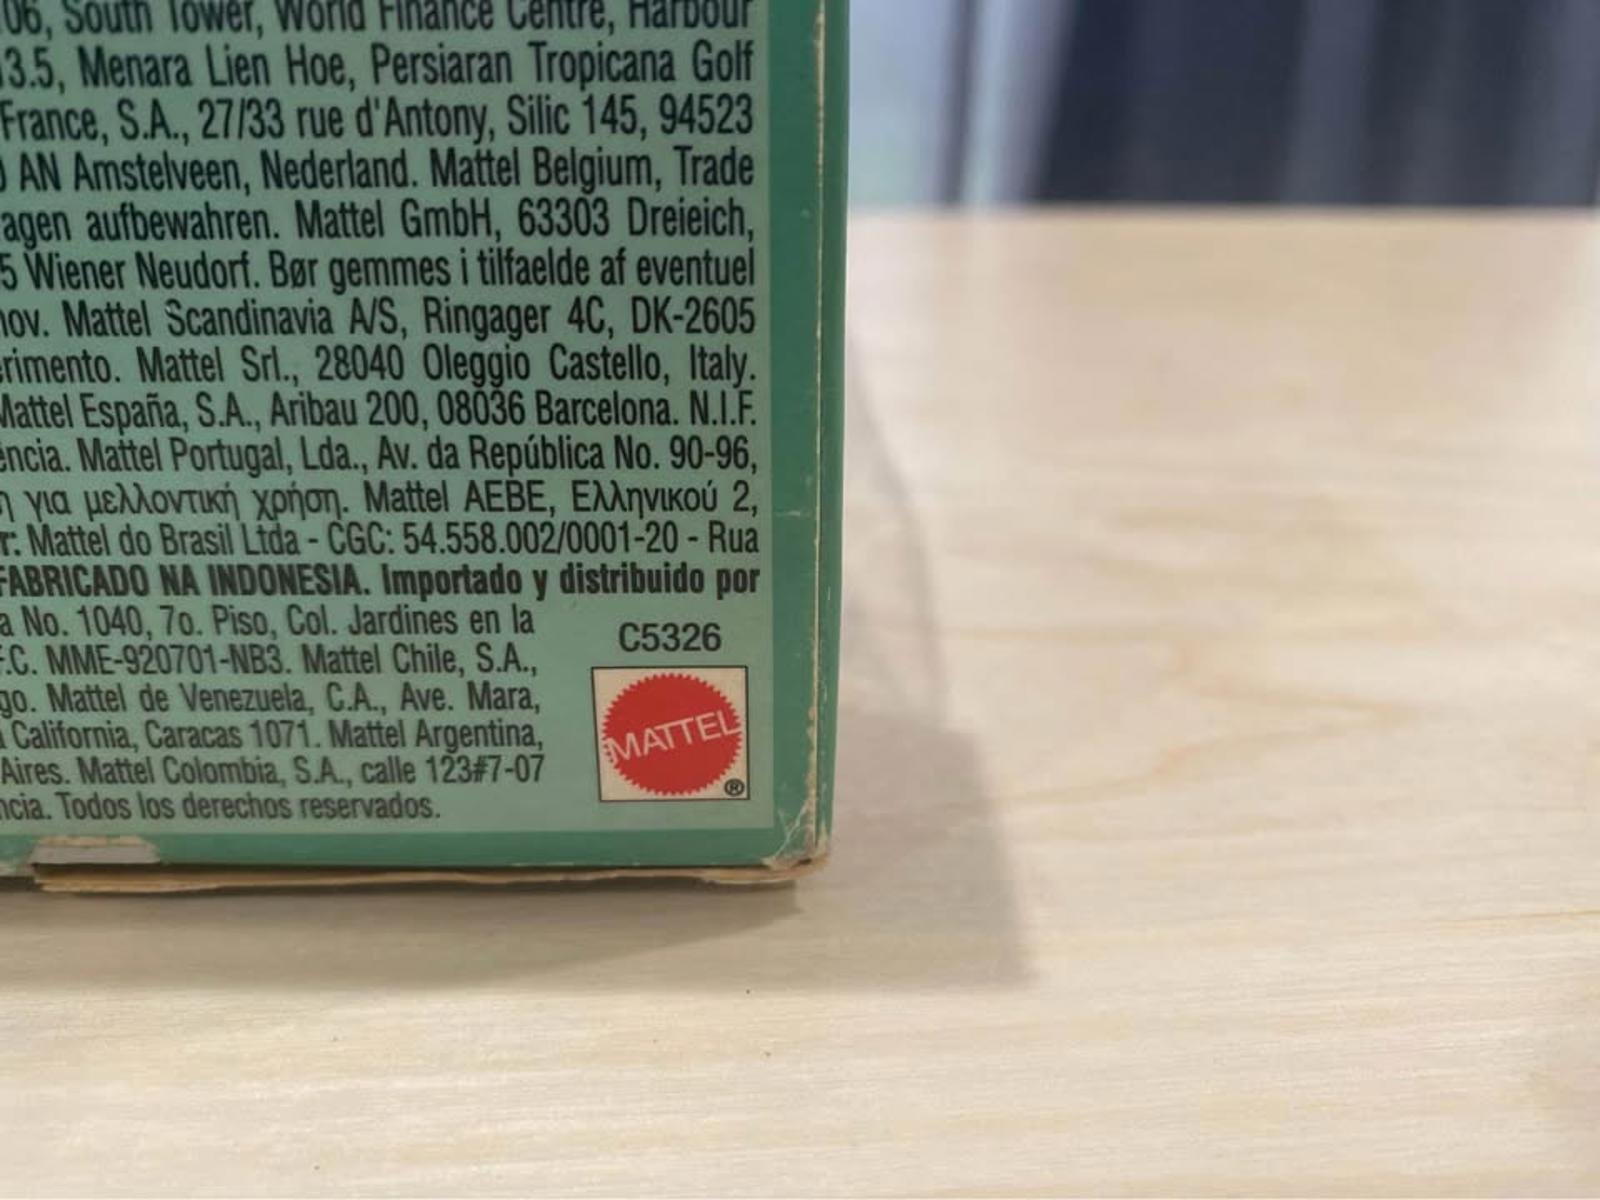 06, South Tower, World Finance Centre, Harbour
3.5, Menara Lien Hoe, Persiaran Tropicana Golf
France, S.A., 27/33 rue d'Antony, Silic 145, 94523
AN Amstelveen, Nederland. Mattel Belgium, Trade
agen aufbewahren. Mattel GmbH, 63303 Dreieich,
5 Wiener Neudorf. Bør gemmes i tilfaelde af eventuel
nov. Mattel Scandinavia A/S, Ringager 4C, DK-2605
erimento. Mattel Srl., 28040 Oleggio Castello, Italy.
Mattel España, S.A., Aribau 200, 08036 Barcelona. N.I.F.
ência. Mattel Portugal, Lda., Av. da República No. 90-96,
η για μελλοντική χρήση. Mattel AEBE, Ελληνικού 2,
r: Mattel do Brasil Ltda - CGC: 54.558.002/0001-20 - Rua
FABRICADO NA INDONESIA. Importado y distribuido por
a No. 1040, 7o. Piso, Col. Jardines en la
F.C. MME-920701-NB3. Mattel Chile, S.A.,
go. Mattel de Venezuela, C.A., Ave. Mara,
California, Caracas 1071. Mattel Argentina,
Aires. Mattel Colombia, S.A., calle 123#7-07
ncia. Todos los derechos reservados.
C5326
MATTEL
®